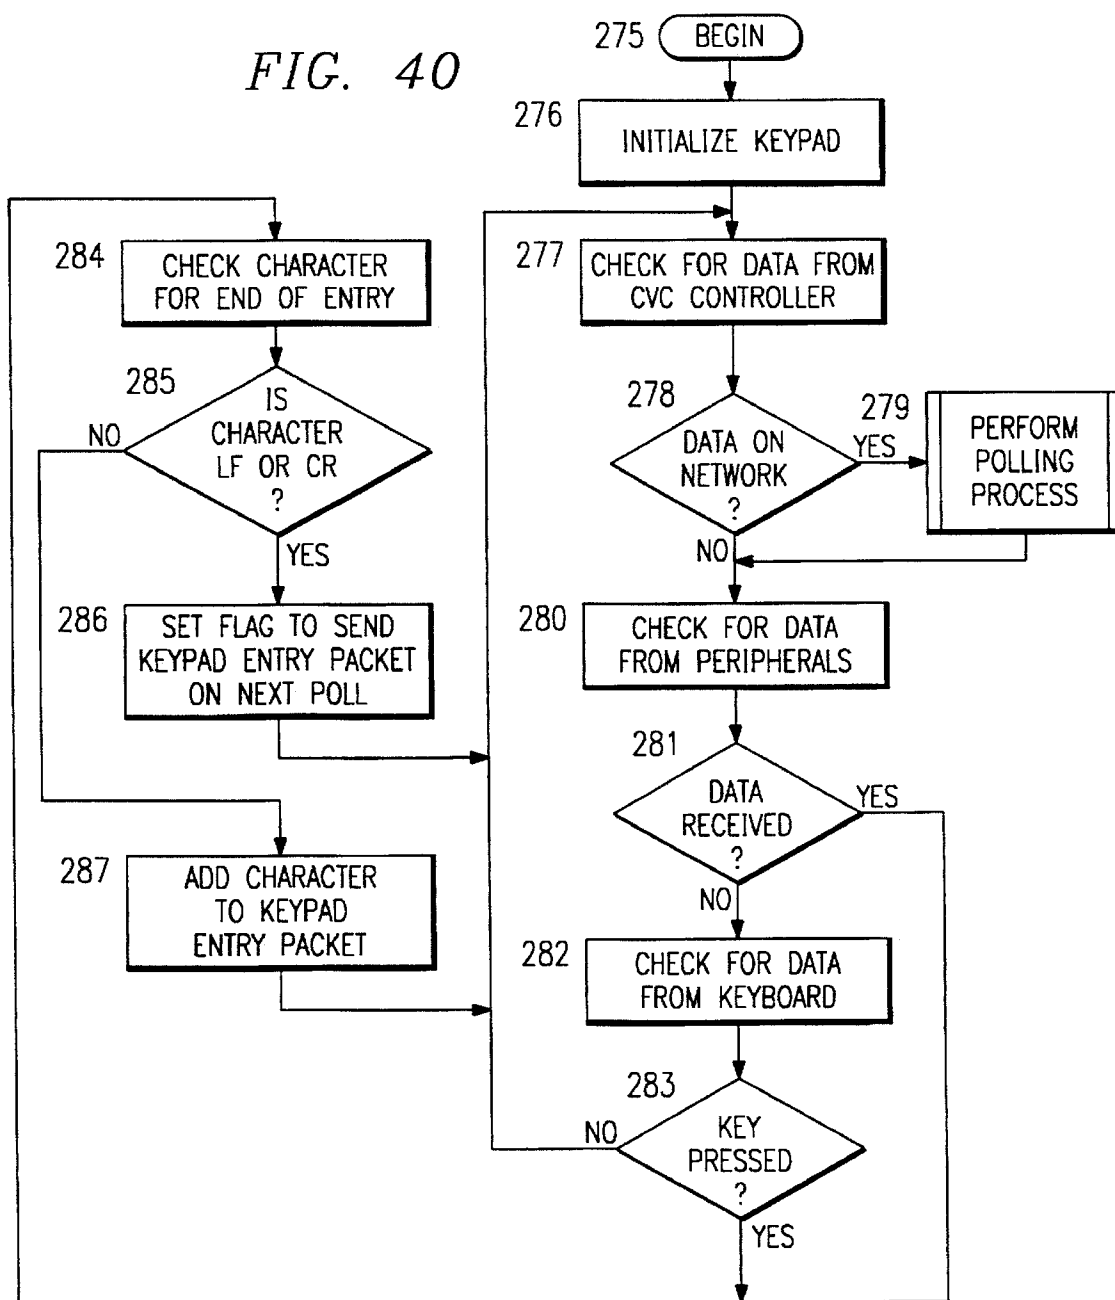 FIG. 40
275
BEGIN
276
INITIALIZE KEYPAD
277
CHECK FOR DATA FROM
CVC CONTROLLER
278
DATA ON
NETWORK
?
YES
NO
279
PERFORM
POLLING
PROCESS
280
CHECK FOR DATA
FROM PERIPHERALS
281
DATA
RECEIVED
?
YES
NO
282
CHECK FOR DATA
FROM KEYBOARD
283
KEY
PRESSED
?
NO
YES
284
CHECK CHARACTER
FOR END OF ENTRY
285
IS
CHARACTER
LF OR CR
?
NO
YES
286
SET FLAG TO SEND
KEYPAD ENTRY PACKET
ON NEXT POLL
287
ADD CHARACTER
TO KEYPAD
ENTRY PACKET